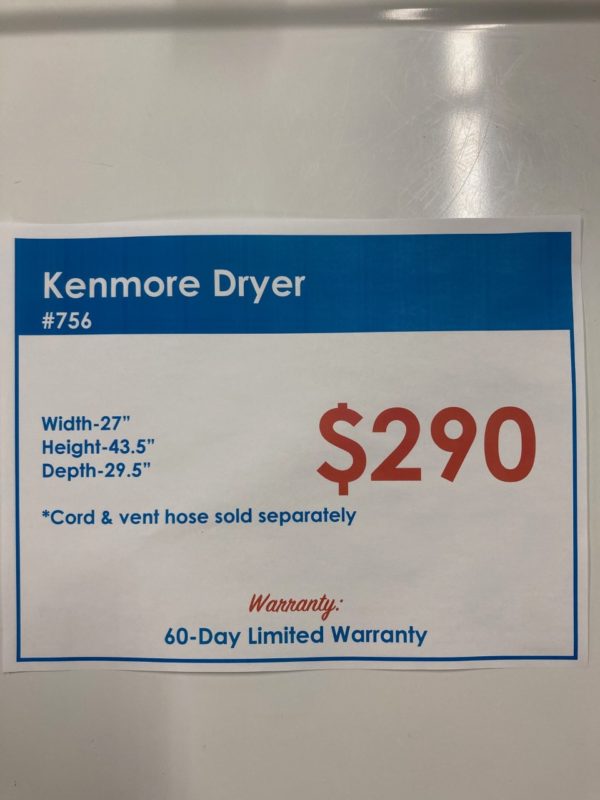 Kenmore Dryer
#756
Width-27”
Height-43.5”
Depth-29.5”
$290
*Cord & vent hose sold separately
Warranty:
60-Day Limited Warranty